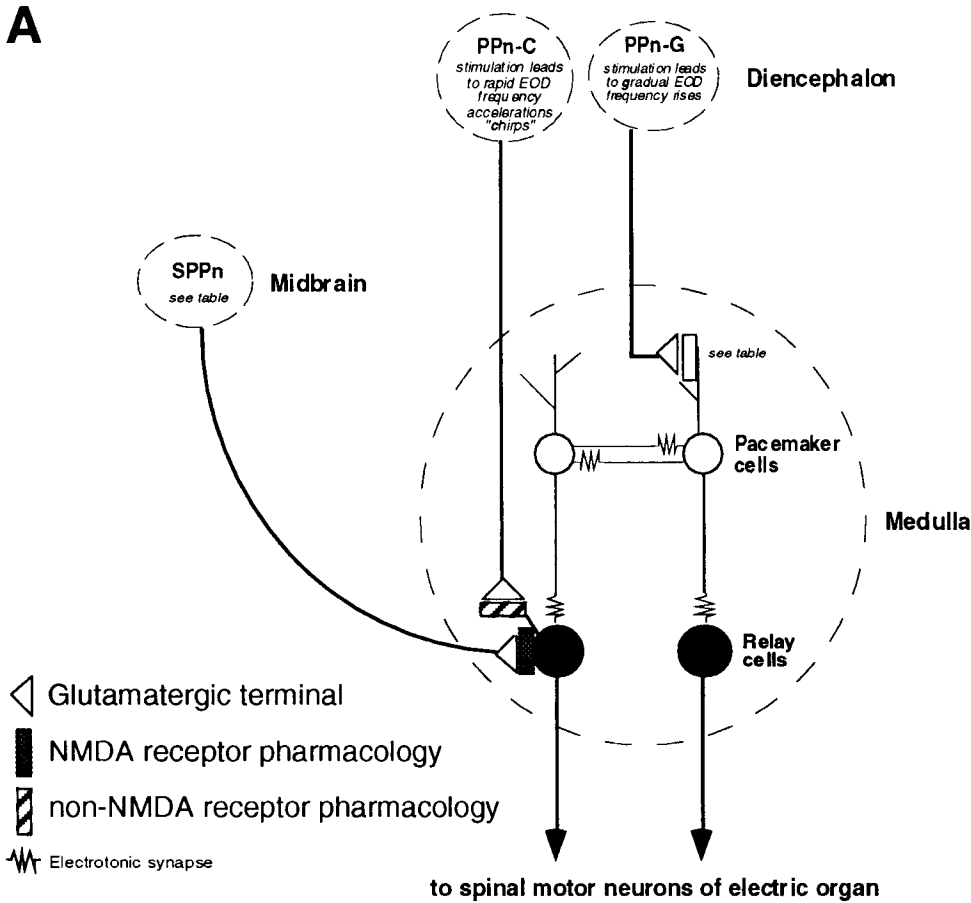 A
PPn-C
stimulation leads
to rapid EOD
frequency
accelerations
"chirps"
PPn-G
stimulation leads
to gradual EOD
frequency rises
Diencephalon
SPPn
see table
Midbrain
see table
Pacemaker
cells
Medulla
Relay
cells
Glutamatergic terminal
NMDA receptor pharmacology
non-NMDA receptor pharmacology
Electrotonic synapse
to spinal motor neurons of electric organ